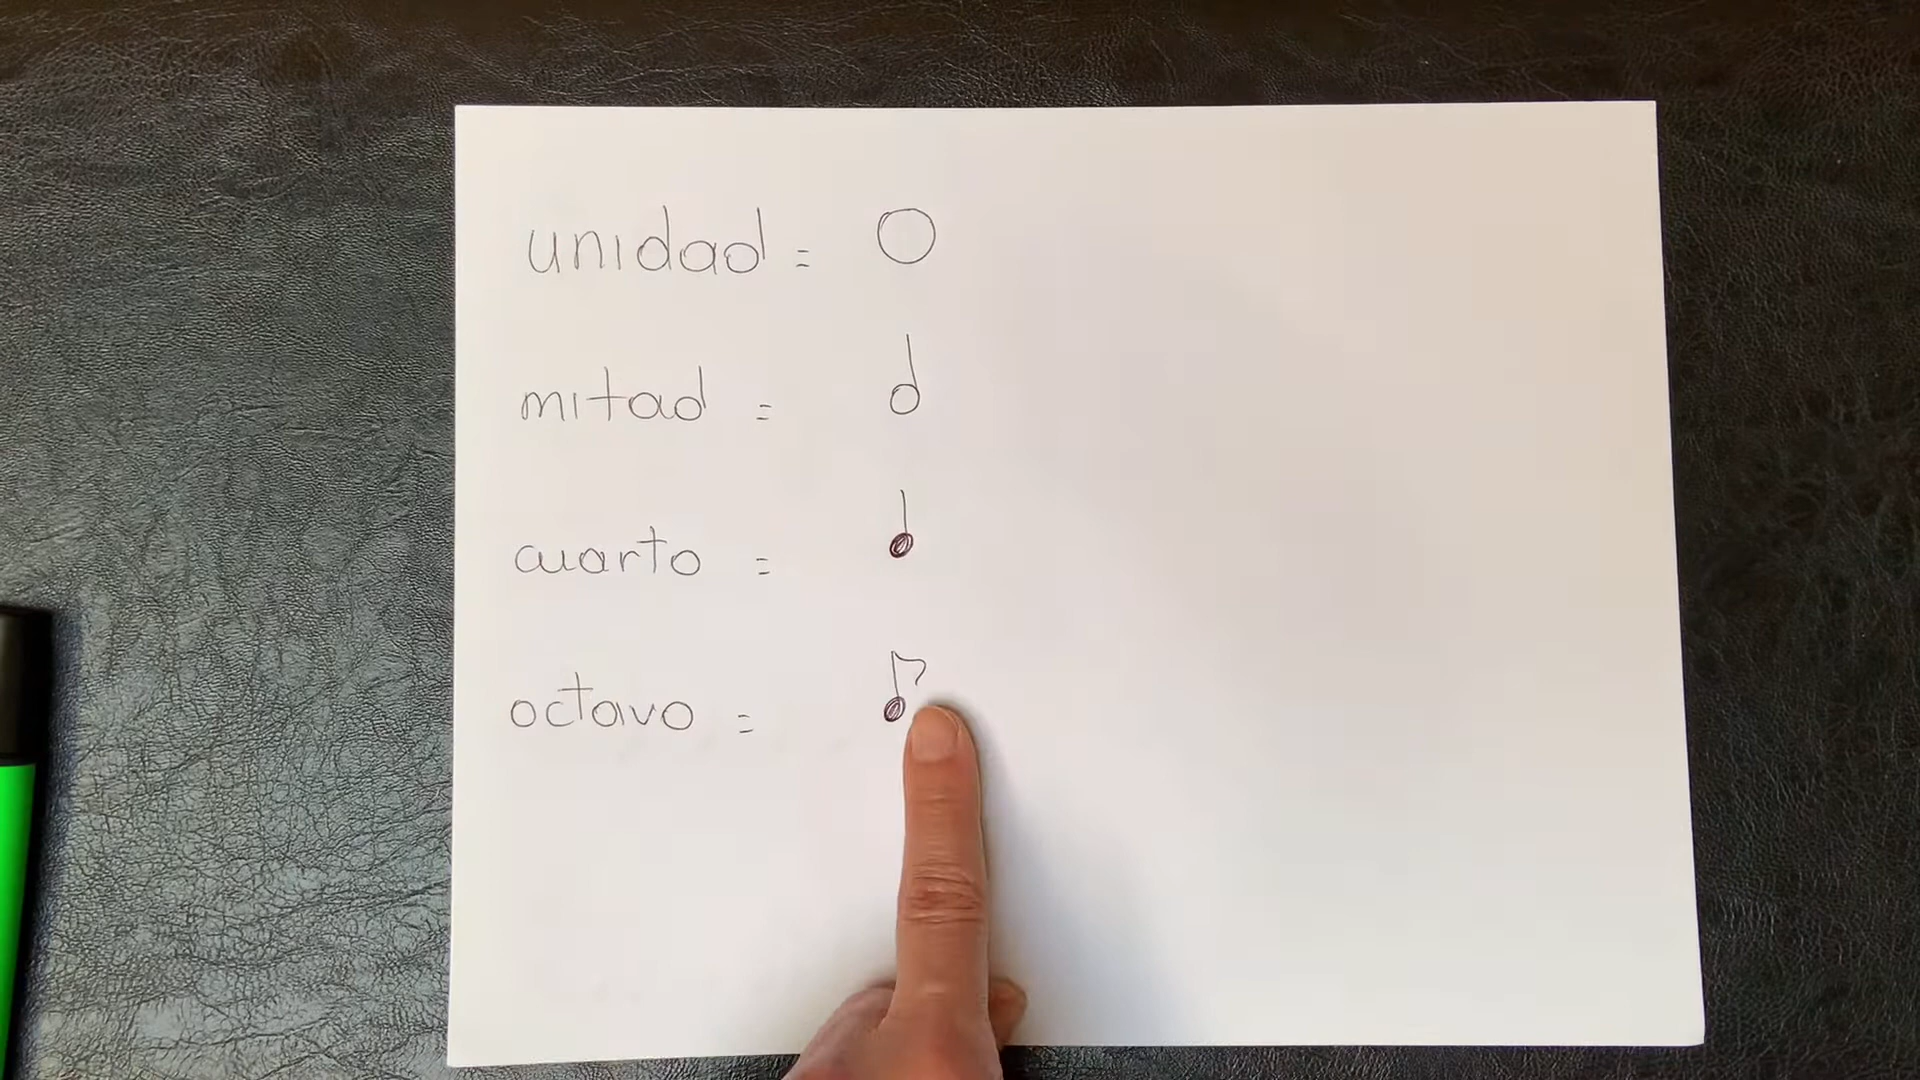 unidad =
mitad =
cuarto =
octavo =